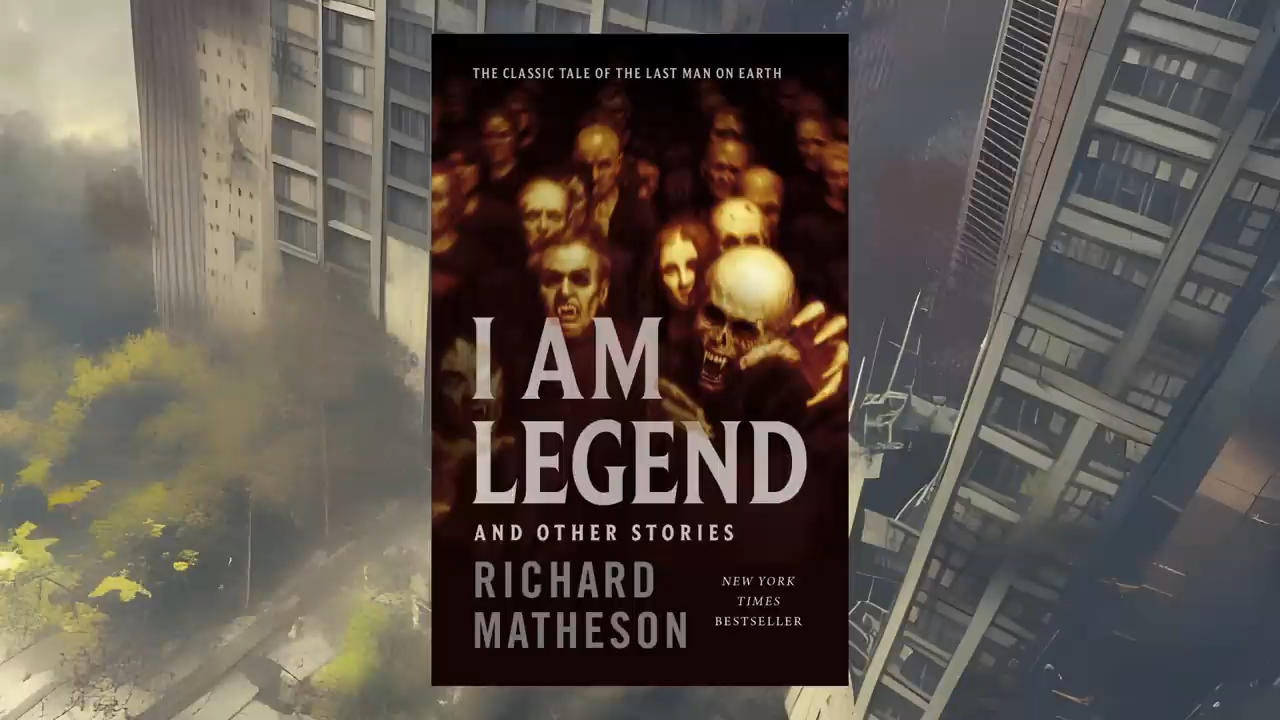 THE CLASSIC TALE OF THE LAST MAN ON EARTH
I AM
LEGEND
AND OTHER STORIES
RICHARD
MATHESON
NEW YORK
TIMES
BESTSELLER